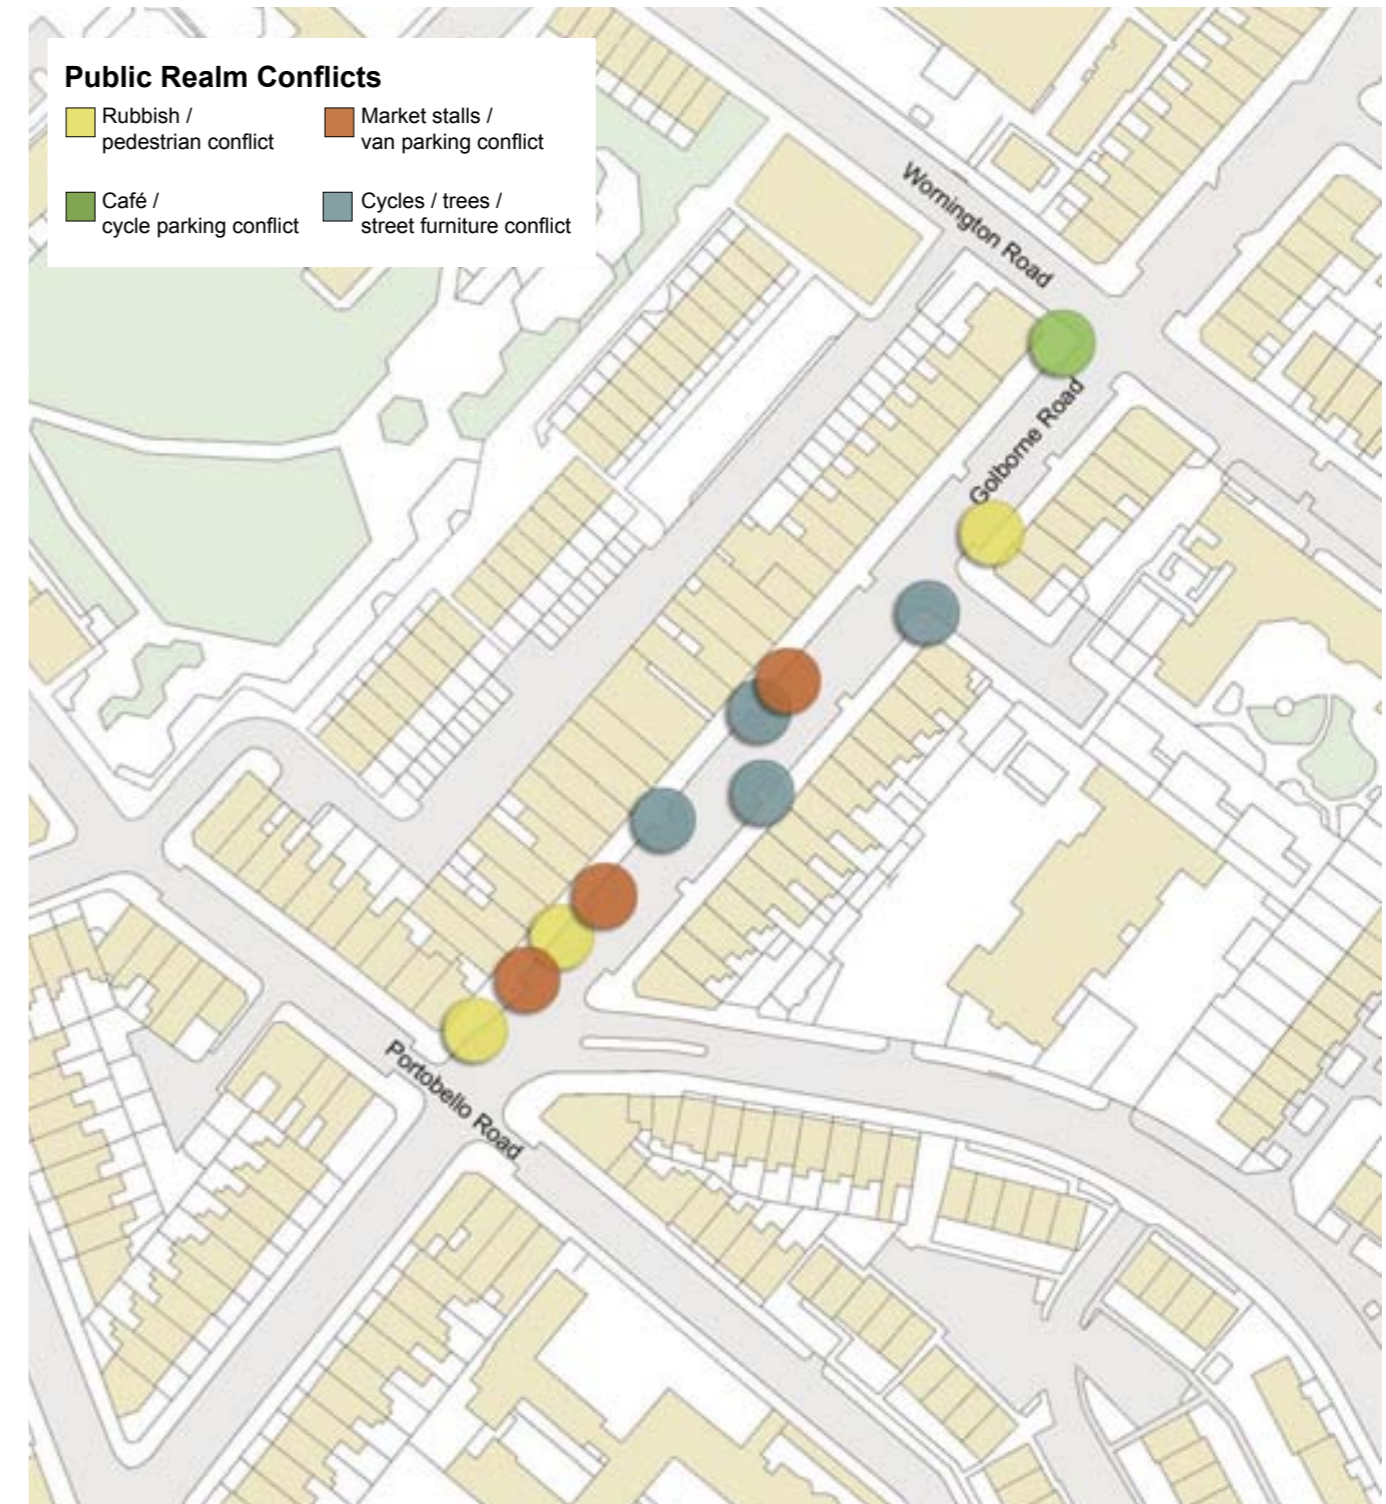 Public Realm Conflicts
Rubbish /
pedestrian conflict
Market stalls /
van parking conflict
Café /
cycle parking conflict
Cycles / trees /
street furniture conflict
Wornington Road
Golborne Road
Portobello Road